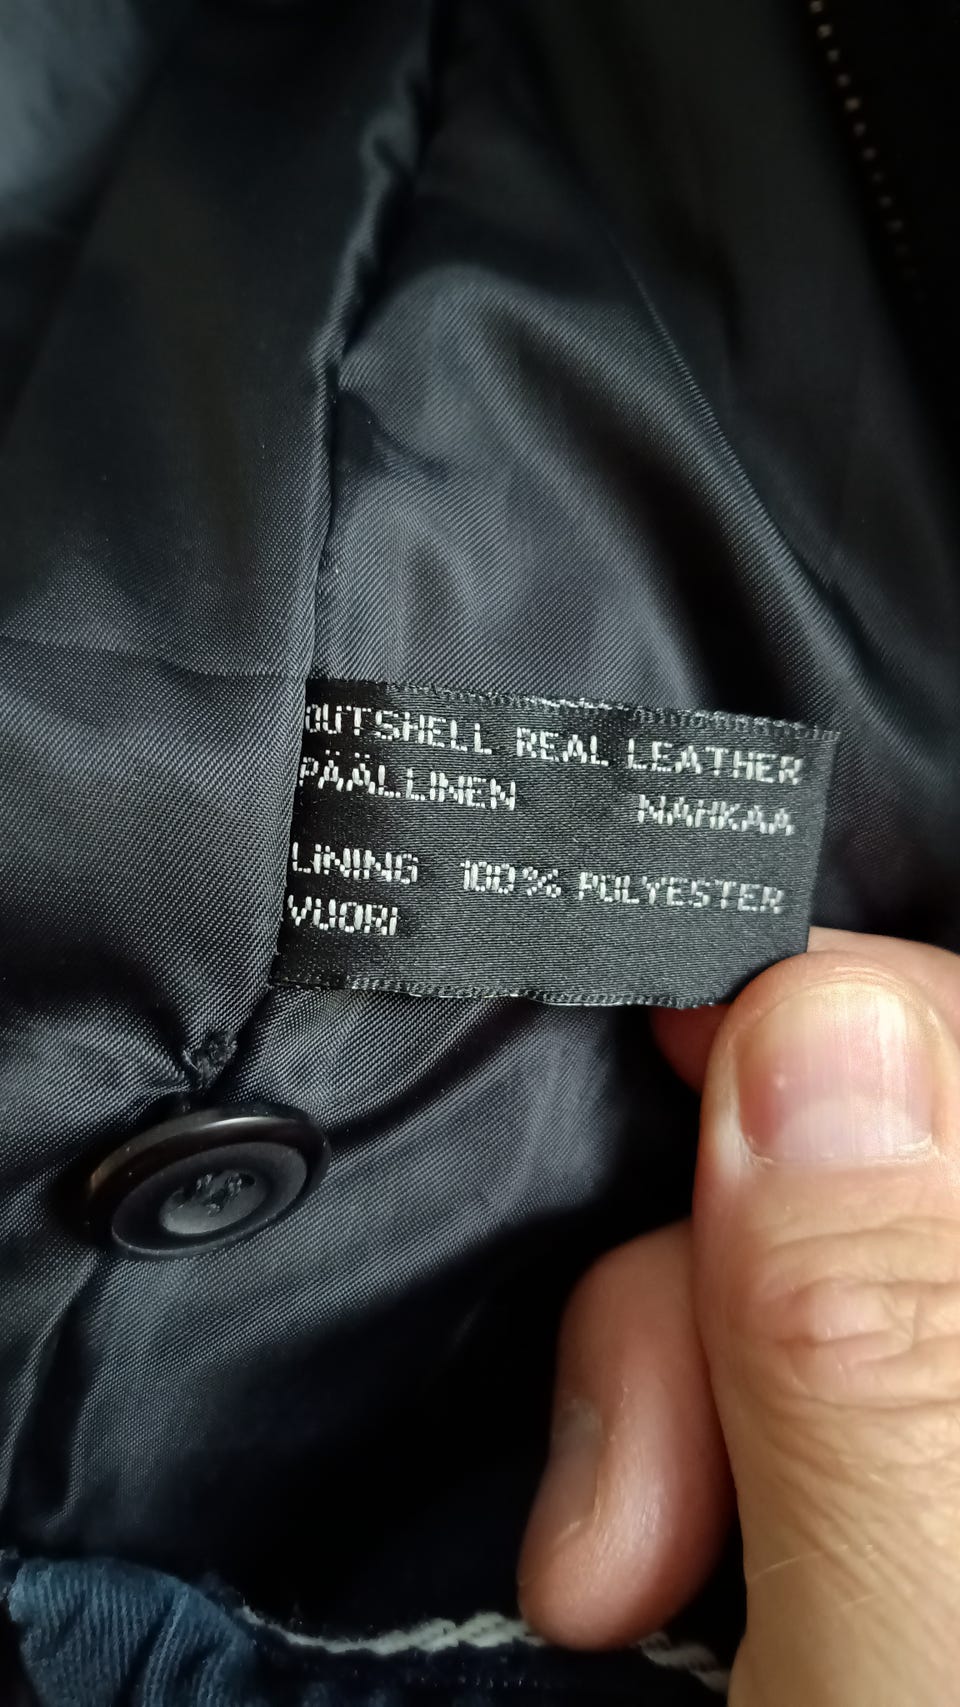 OUTSHELL REAL LEATHER
PÄÄLLINEN NAHKAA
LINING 100% POLYESTER
VUORI